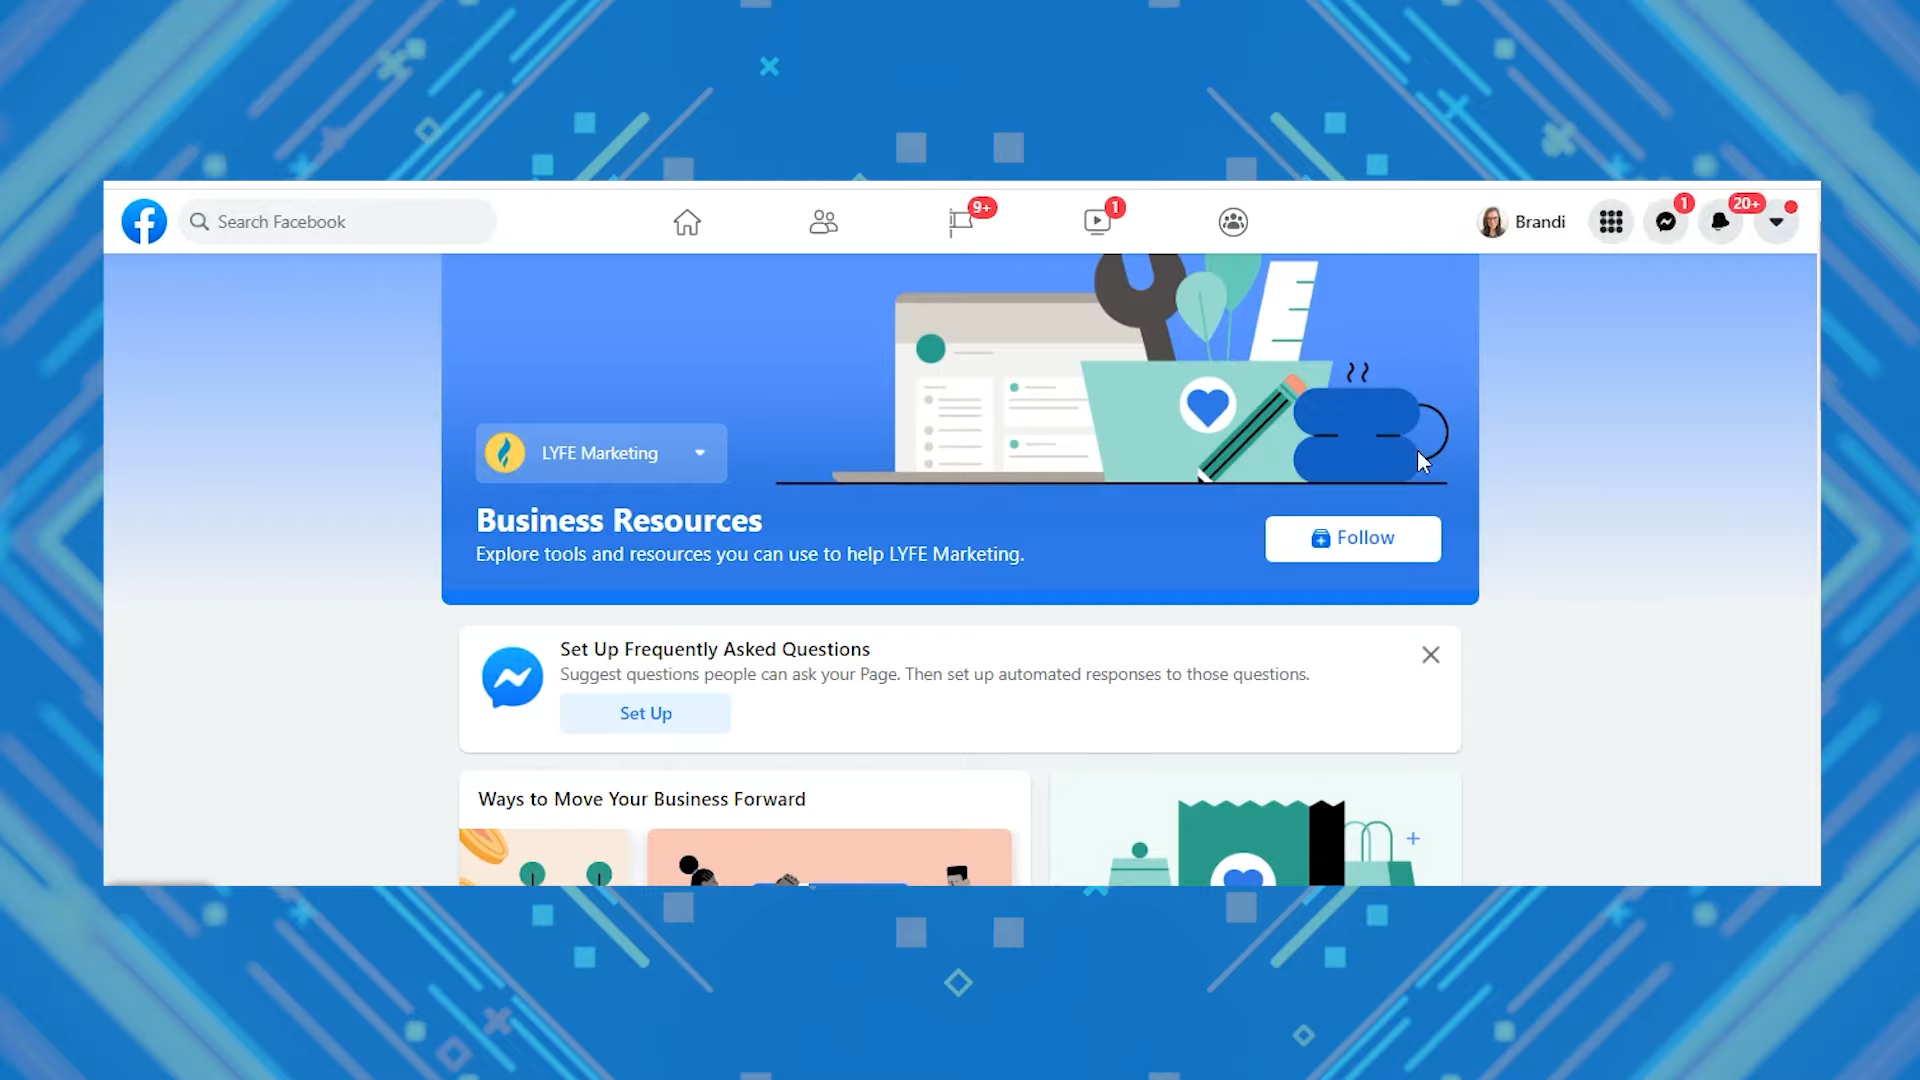 Search Facebook
9+
1
Brandi
1
20+
LYFE Marketing
Business Resources
Explore tools and resources you can use to help LYFE Marketing.
Follow
Set Up Frequently Asked Questions
Suggest questions people can ask your Page. Then set up automated responses to those questions.
Set Up
Ways to Move Your Business Forward